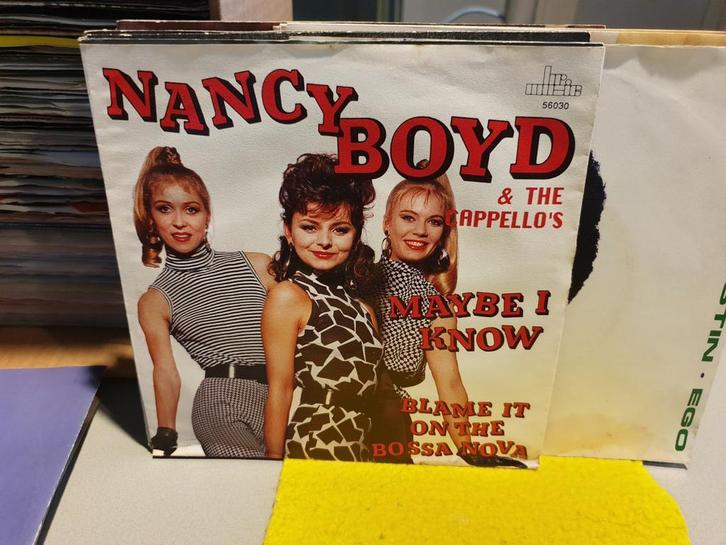 NANCY
BOYD
& THE
CAPPELLO'S
56030
MAYBE I
KNOW
BLAME IT
ON THE
BOSSA NOVA
STIN · EGO